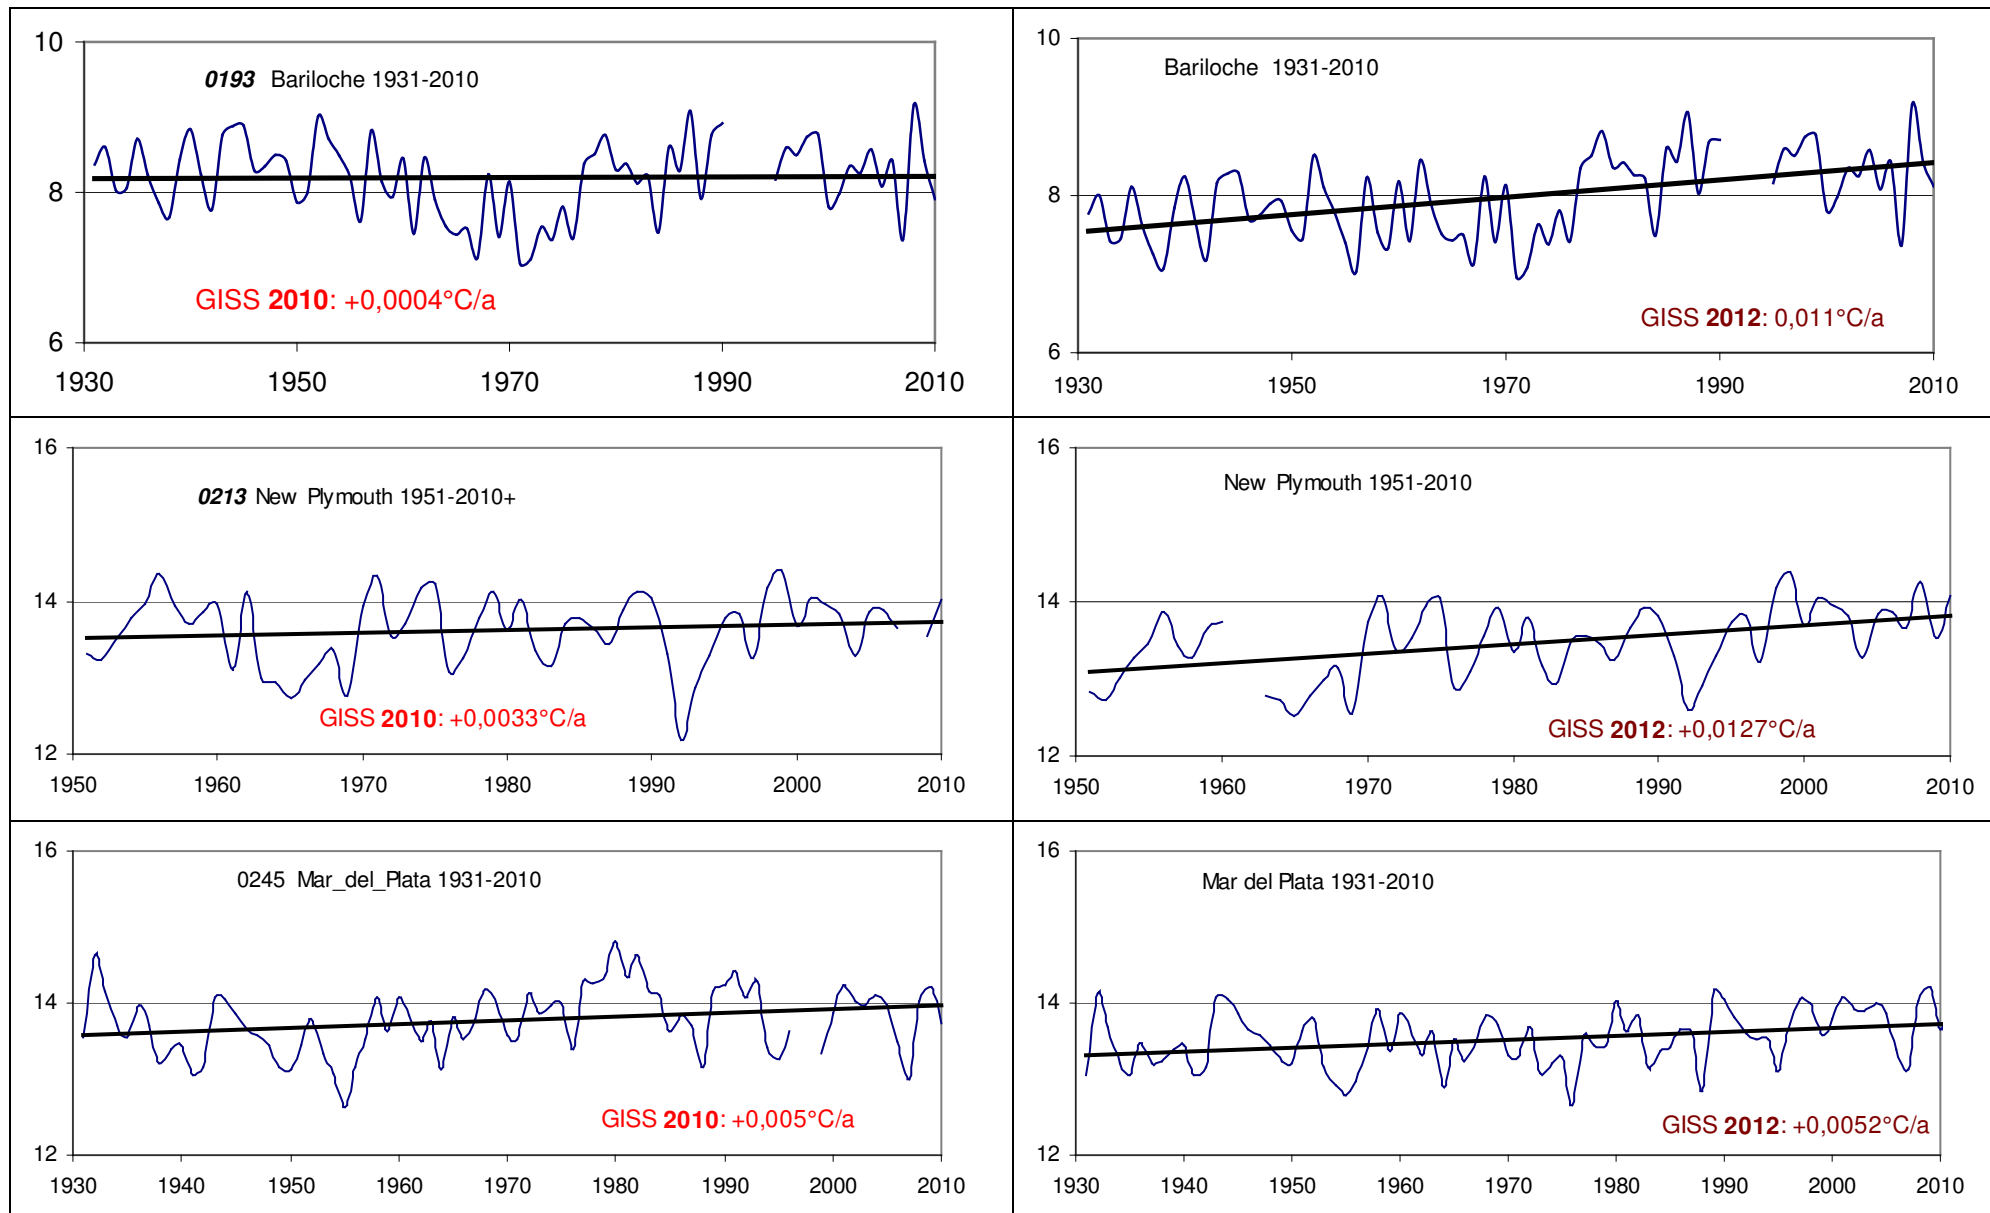 10
0193 Bariloche 1931-2010
8
GISS 2010: +0,0004°C/a
6
1930 1950 1970 1990 2010
10
Bariloche 1931-2010
8
GISS 2012: 0,011°C/a
6
1930 1950 1970 1990 2010
16
0213 New Plymouth 1951-2010+
14
GISS 2010: +0,0033°C/a
12
1950 1960 1970 1980 1990 2000 2010
16
New Plymouth 1951-2010
14
GISS 2012: +0,0127°C/a
12
1950 1960 1970 1980 1990 2000 2010
16
0245 Mar_del_Plata 1931-2010
14
GISS 2010: +0,005°C/a
12
1930 1940 1950 1960 1970 1980 1990 2000 2010
16
Mar del Plata 1931-2010
14
GISS 2012: +0,0052°C/a
12
1930 1940 1950 1960 1970 1980 1990 2000 2010